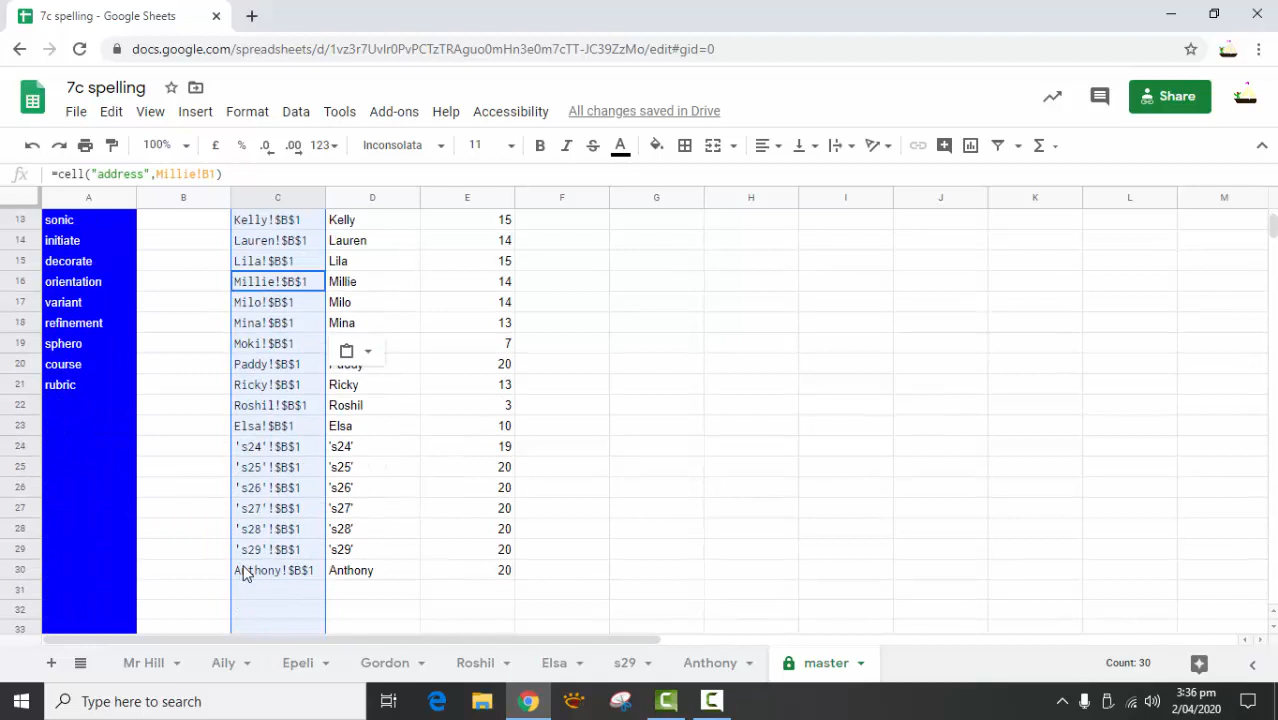 7c spelling - Google Sheets
docs.google.com/spreadsheets/d/1vz3r7Uvlr0PvPCTzTRAguo0mHn3e0m7cTT-JC39ZzMo/edit#gid=0
7c spelling
File Edit View Insert Format Data Tools Add-ons Help Accessibility All changes saved in Drive
Share
100% £ % .0 .00 123 Inconsolata 11 B I S A
fx =cell("address",Millie!B1)
A B C D E F G H I J K L M
13 sonic Kelly!$B$1 Kelly 15
14 initiate Lauren!$B$1 Lauren 14
15 decorate Lila!$B$1 Lila 15
16 orientation Millie!$B$1 Millie 14
17 variant Milo!$B$1 Milo 14
18 refinement Mina!$B$1 Mina 13
19 sphero Moki!$B$1 7
20 course Paddy!$B$1 Paddy 20
21 rubric Ricky!$B$1 Ricky 13
22 Roshil!$B$1 Roshil 3
23 Elsa!$B$1 Elsa 10
24 's24'!$B$1 's24' 19
25 's25'!$B$1 's25' 20
26 's26'!$B$1 's26' 20
27 's27'!$B$1 's27' 20
28 's28'!$B$1 's28' 20
29 's29'!$B$1 's29' 20
30 Anthony!$B$1 Anthony 20
31
32
33
Mr Hill Aily Epeli Gordon Roshil Elsa s29 Anthony master Count: 30
Type here to search
3:36 pm
2/04/2020